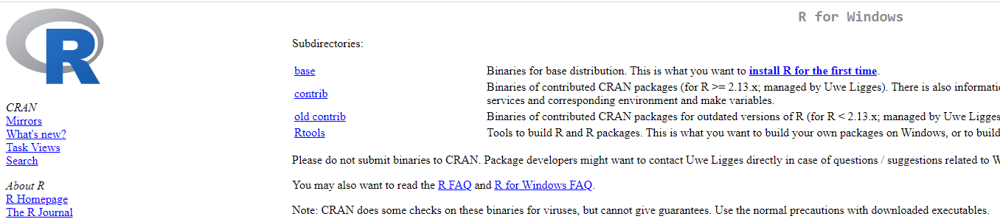 R
R for Windows
Subdirectories:
base Binaries for base distribution. This is what you want to install R for the first time.
contrib Binaries of contributed CRAN packages (for R >= 2.13.x; managed by Uwe Ligges). There is also
services and corresponding environment and make variables.
old contrib Binaries of contributed CRAN packages for outdated versions of R (for R < 2.13.x; managed by Uwe Ligges
Rtools Tools to build R and R packages. This is what you want to build your own packages on Windows, or to build
Please do not submit binaries to CRAN. Package developers might want to contact Uwe Ligges directly in case of questions / suggestions related to
You may also want to read the R FAQ and R for Windows FAQ.
Note: CRAN does some checks on these binaries for viruses, but cannot give guarantees. Use the normal precautions with downloaded executables.
CRAN
Mirrors
What's new?
Task Views
Search
About R
R Homepage
The R Journal